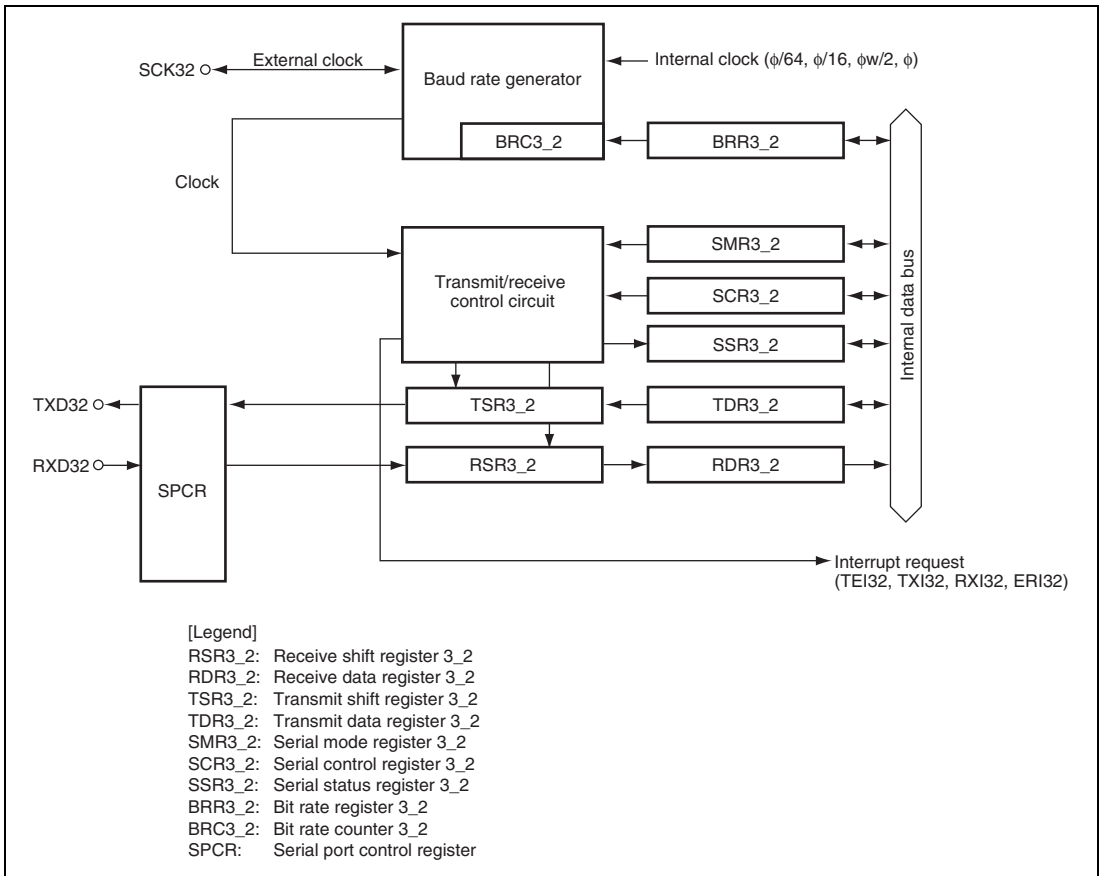 SCK32
External clock
Baud rate generator
Internal clock (ϕ/64, ϕ/16, ϕw/2, ϕ)
BRC3_2
BRR3_2
Clock
Transmit/receive
control circuit
SMR3_2
SCR3_2
SSR3_2
Internal data bus
TXD32
TSR3_2
TDR3_2
RXD32
SPCR
RSR3_2
RDR3_2
Interrupt request
(TEI32, TXI32, RXI32, ERI32)
[Legend]
RSR3_2: Receive shift register 3_2
RDR3_2: Receive data register 3_2
TSR3_2: Transmit shift register 3_2
TDR3_2: Transmit data register 3_2
SMR3_2: Serial mode register 3_2
SCR3_2: Serial control register 3_2
SSR3_2: Serial status register 3_2
BRR3_2: Bit rate register 3_2
BRC3_2: Bit rate counter 3_2
SPCR: Serial port control register